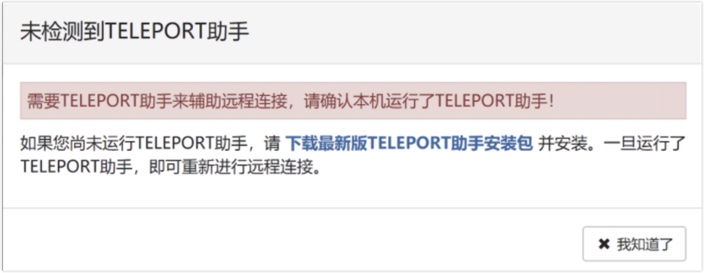 未检测到TELEPORT助手
需要TELEPORT助手来辅助远程连接，请确认本机运行了TELEPORT助手！
如果您尚未运行TELEPORT助手，请 下载最新版TELEPORT助手安装包 并安装。一旦运行了
TELEPORT助手，即可重新进行远程连接。
✖ 我知道了